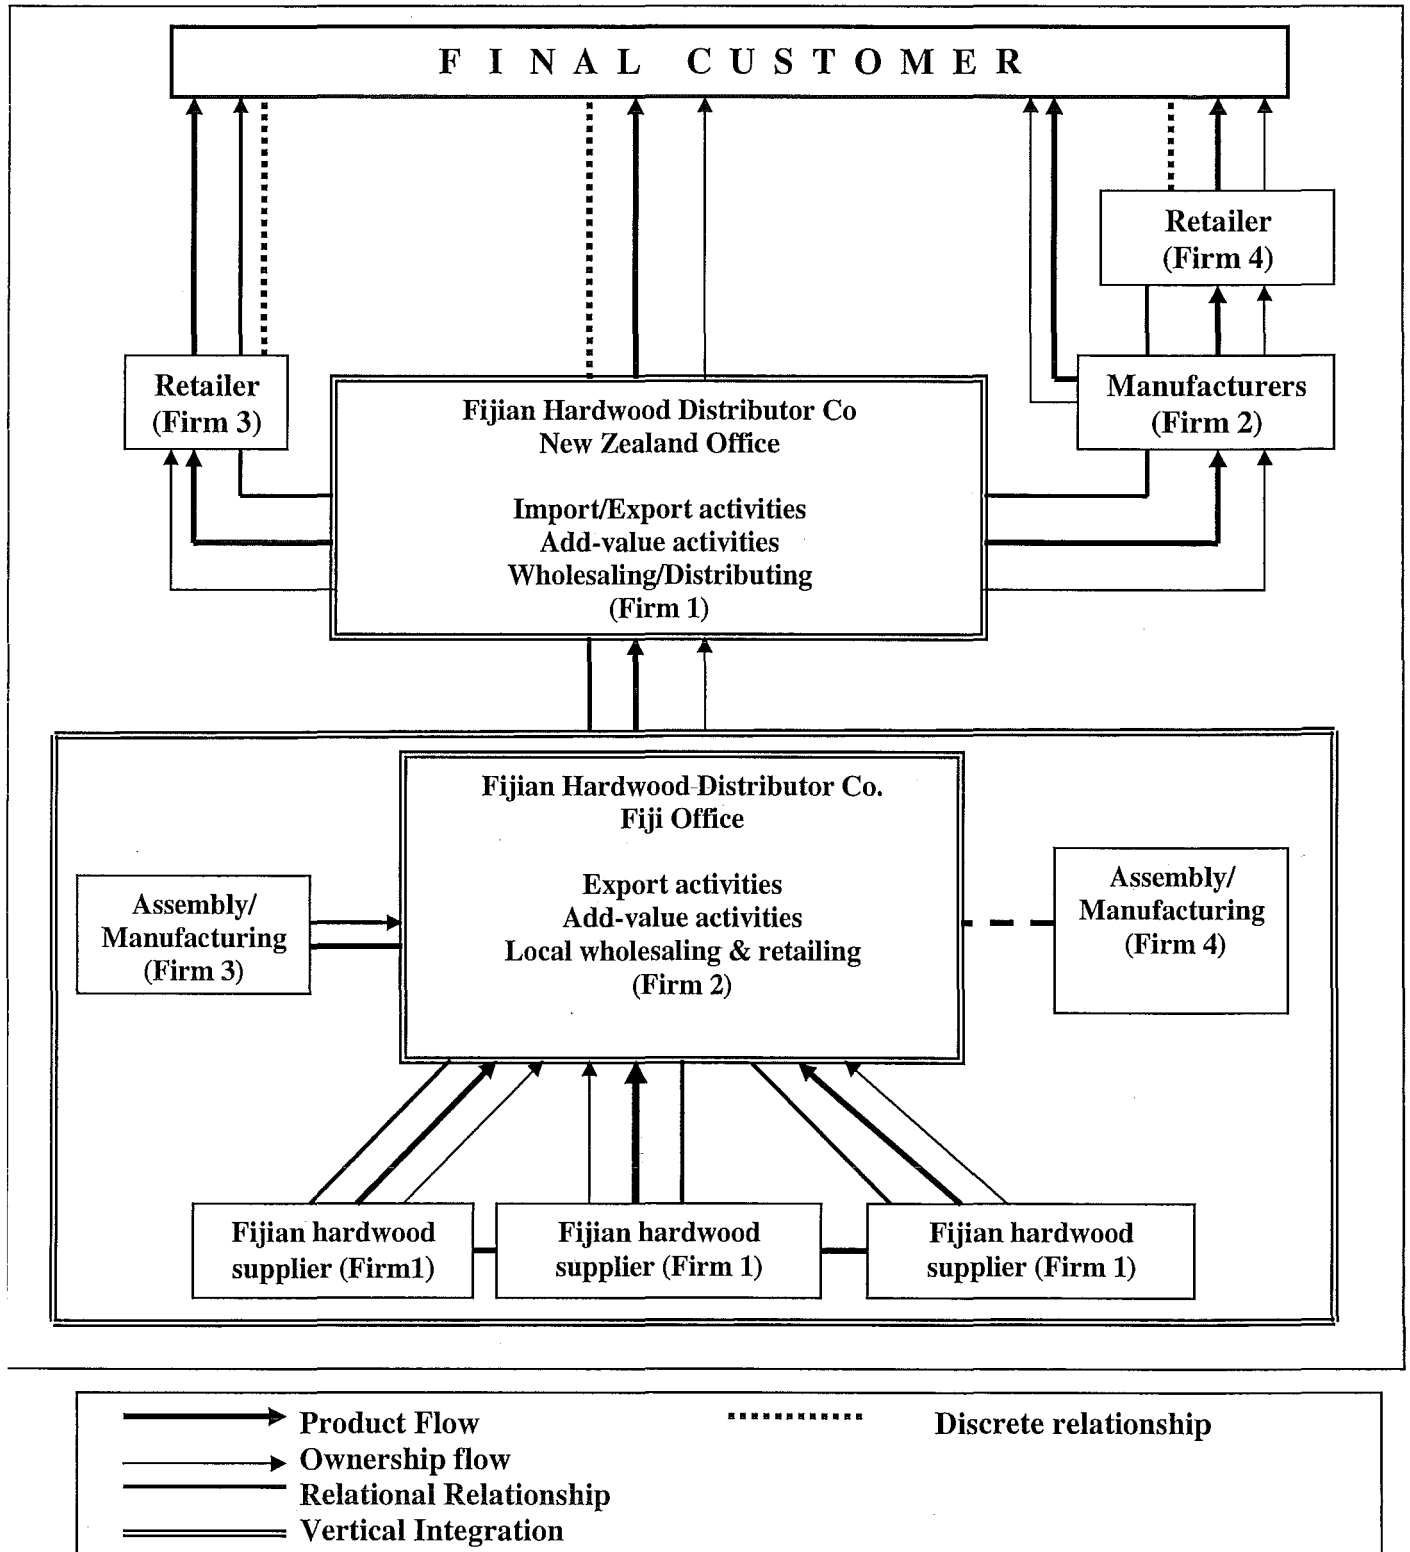 F I N A L C U S T O M E R
Retailer
(Firm 4)
Retailer
(Firm 3)
Fijian Hardwood Distributor Co
New Zealand Office
Import/Export activities
Add-value activities
Wholesaling/Distributing
(Firm 1)
Manufacturers
(Firm 2)
Fijian Hardwood Distributor Co.
Fiji Office
Export activities
Add-value activities
Local wholesaling & retailing
(Firm 2)
Assembly/
Manufacturing
(Firm 3)
Assembly/
Manufacturing
(Firm 4)
Fijian hardwood
supplier (Firm1)
Fijian hardwood
supplier (Firm 1)
Fijian hardwood
supplier (Firm 1)
Product Flow
Discrete relationship
Ownership flow
Relational Relationship
Vertical Integration